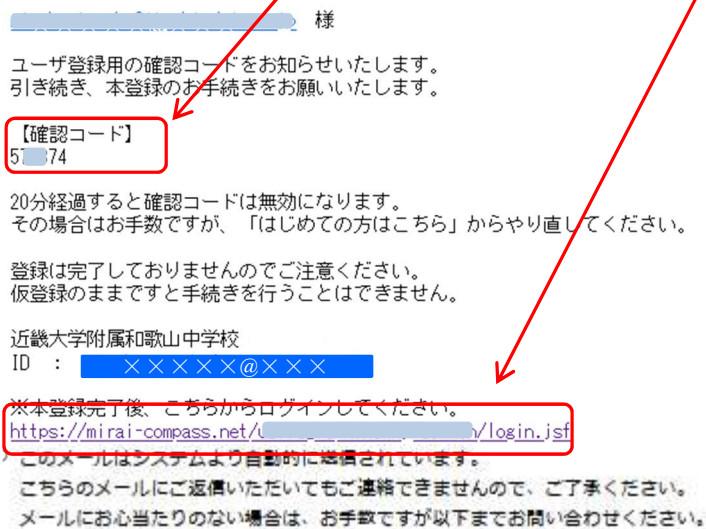 様
ユーザ登録用の確認コードをお知らせいたします。
引き続き、本登録のお手続きをお願いいたします。
【確認コード】
57 374
20分経過すると確認コードは無効になります。
その場合はお手数ですが、「はじめての方はこちら」からやり直してください。
登録は完了しておりませんのでご注意ください。
仮登録のままですと手続きを行うことはできません。
近畿大学附属和歌山中学校
ID : ×××××@×××
※本登録完了後、こちらからログインしてください。
https://mirai-compass.net/u /login.jsf
このメールはシステムより自動的に送信されています。
こちらのメールにご返信いただいてもご連絡できませんので、ご了承ください。
メールにお心当たりのない場合は、お手数ですが以下までお問い合わせください。